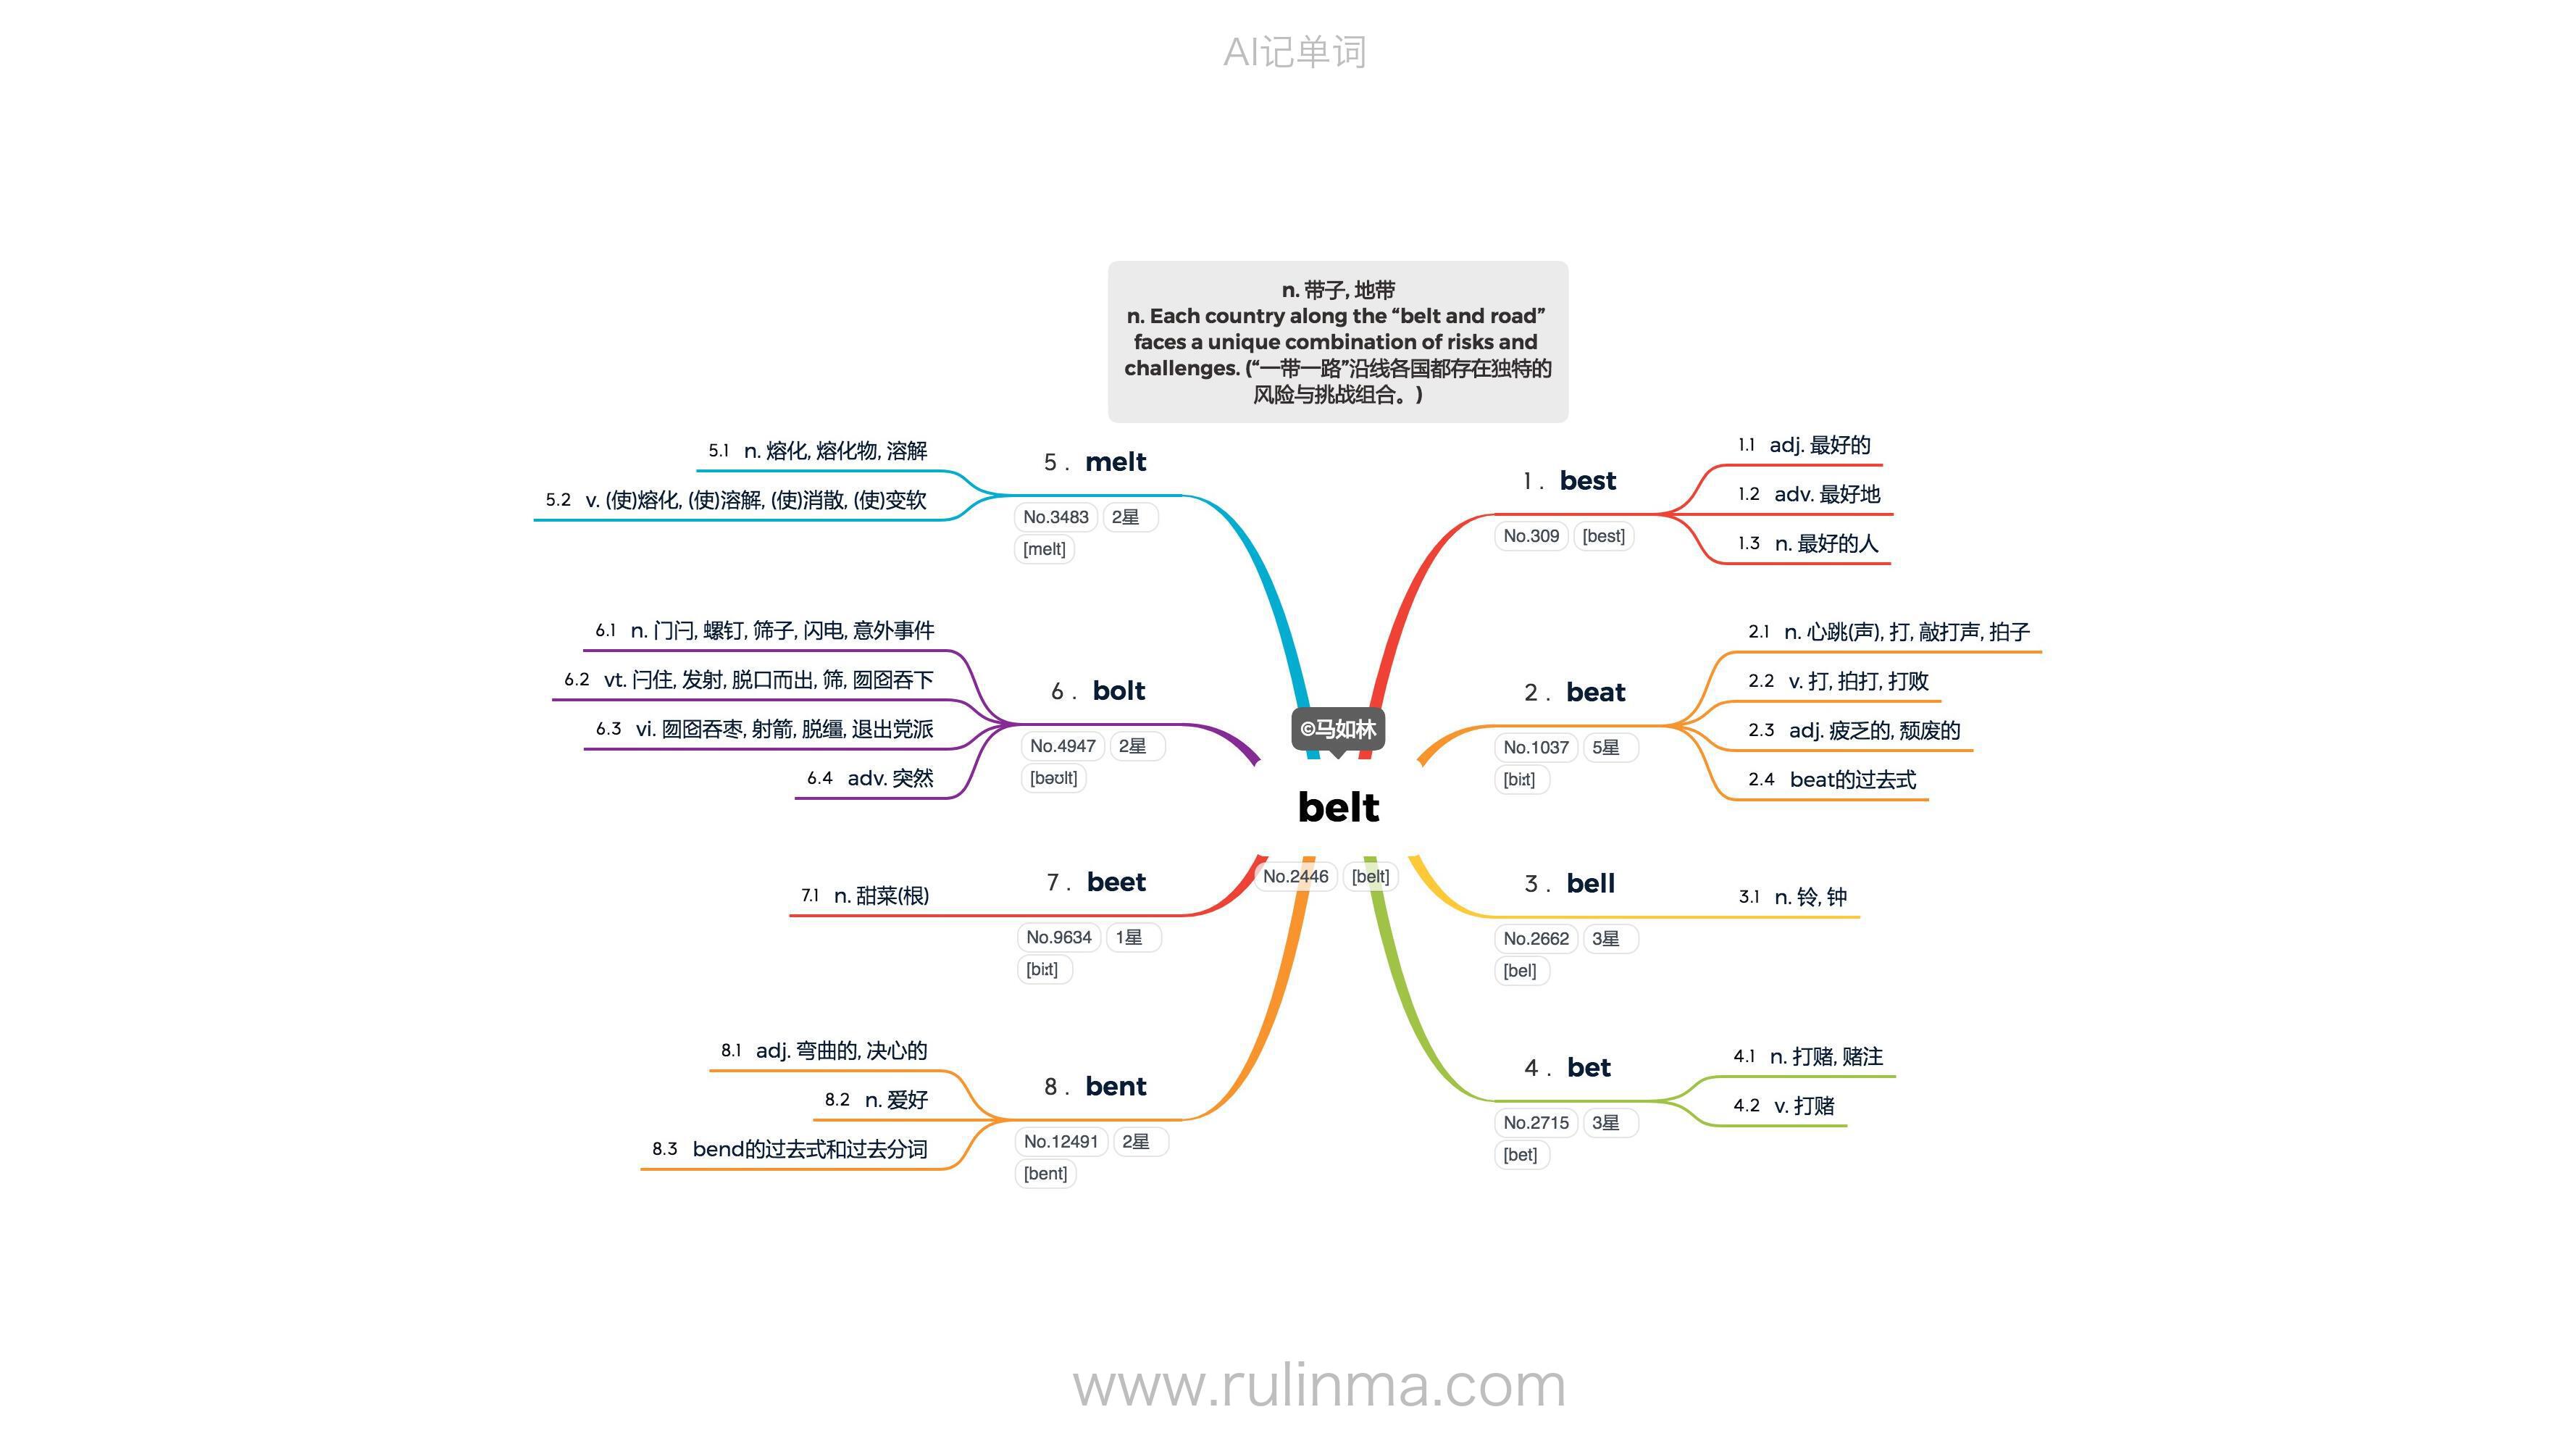 AI记单词
n. 带子, 地带
n. Each country along the “belt and road”
faces a unique combination of risks and
challenges. (“一带一路”沿线各国都存在独特的
风险与挑战组合。)
©马如林
belt
No.2446 [belt]
1 . best
No.309 [best]
1.1 adj. 最好的
1.2 adv. 最好地
1.3 n. 最好的人
2 . beat
No.1037 5星
[biːt]
2.1 n. 心跳(声), 打, 敲打声, 拍子
2.2 v. 打, 拍打, 打败
2.3 adj. 疲乏的, 颓废的
2.4 beat的过去式
3 . bell
No.2662 3星
[bel]
3.1 n. 铃, 钟
4 . bet
No.2715 3星
[bet]
4.1 n. 打赌, 赌注
4.2 v. 打赌
5 . melt
No.3483 2星
[melt]
5.1 n. 熔化, 熔化物, 溶解
5.2 v. (使)熔化, (使)溶解, (使)消散, (使)变软
6 . bolt
No.4947 2星
[bəʊlt]
6.1 n. 门闩, 螺钉, 筛子, 闪电, 意外事件
6.2 vt. 闩住, 发射, 脱口而出, 筛, 囫囵吞下
6.3 vi. 囫囵吞枣, 射箭, 脱缰, 退出党派
6.4 adv. 突然
7 . beet
No.9634 1星
[biːt]
7.1 n. 甜菜(根)
8 . bent
No.12491 2星
[bent]
8.1 adj. 弯曲的, 决心的
8.2 n. 爱好
8.3 bend的过去式和过去分词
www.rulinma.com